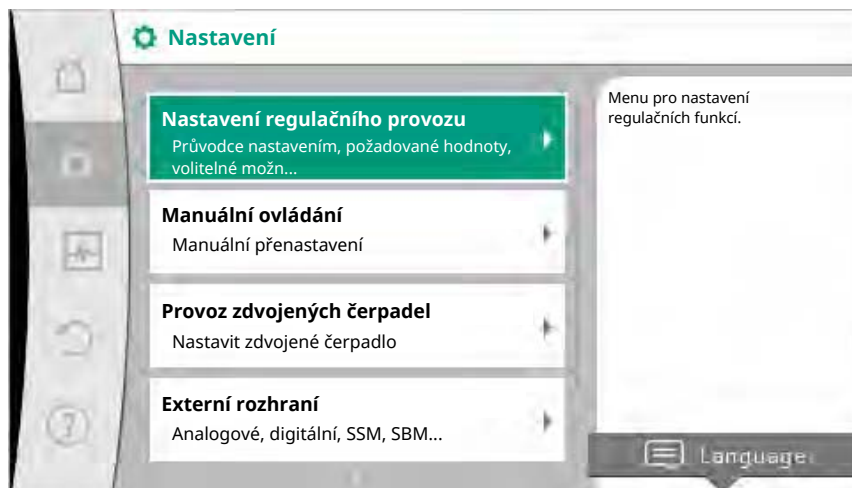 Nastavení
Nastavení regulačního provozu
Průvodce nastavením, požadované hodnoty,
volitelné možn...
Manuální ovládání
Manuální přenastavení
Provoz zdvojených čerpadel
Nastavit zdvojené čerpadlo
Externí rozhraní
Analogové, digitální, SSM, SBM...
Menu pro nastavení
regulačních funkcí.
Language